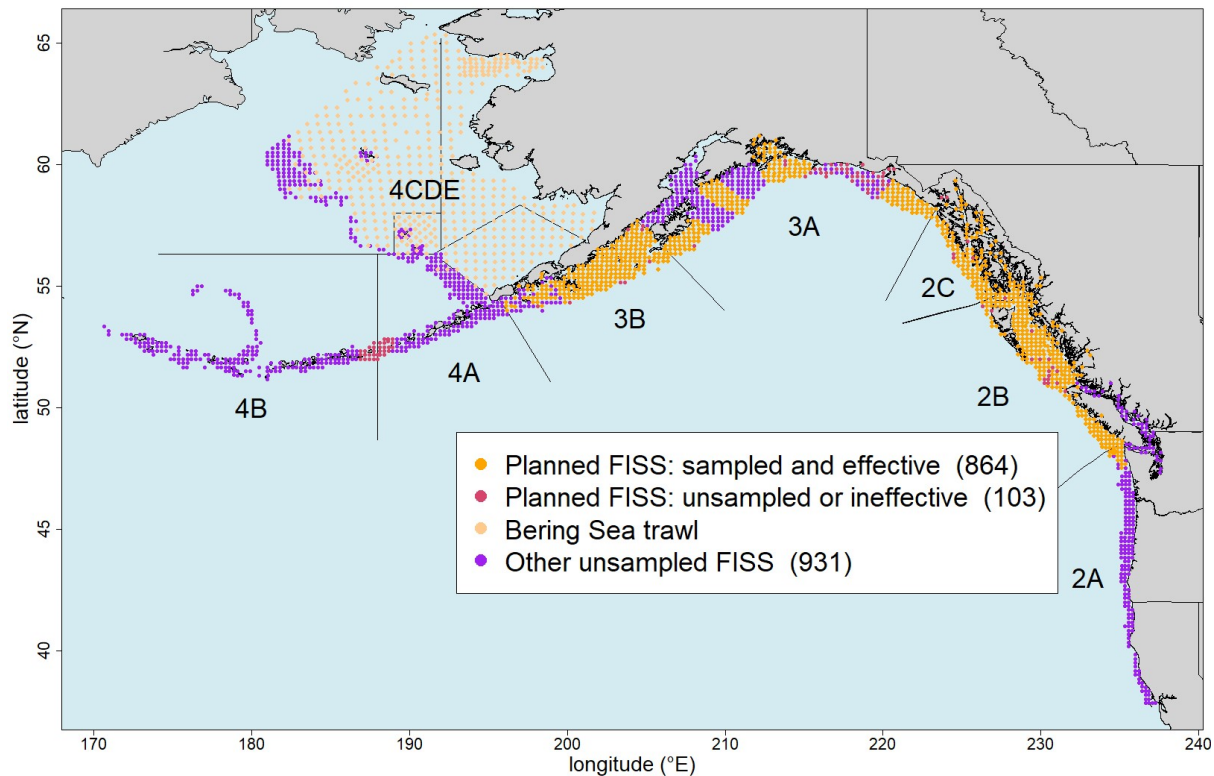 65
60
55
50
45
40
latitude (°N)
4CDE
3A
2C
3B
4A
2B
4B
2A
Planned FISS: sampled and effective (864)
Planned FISS: unsampled or ineffective (103)
Bering Sea trawl
Other unsampled FISS (931)
170 180 190 200 210 220 230 240
longitude (°E)